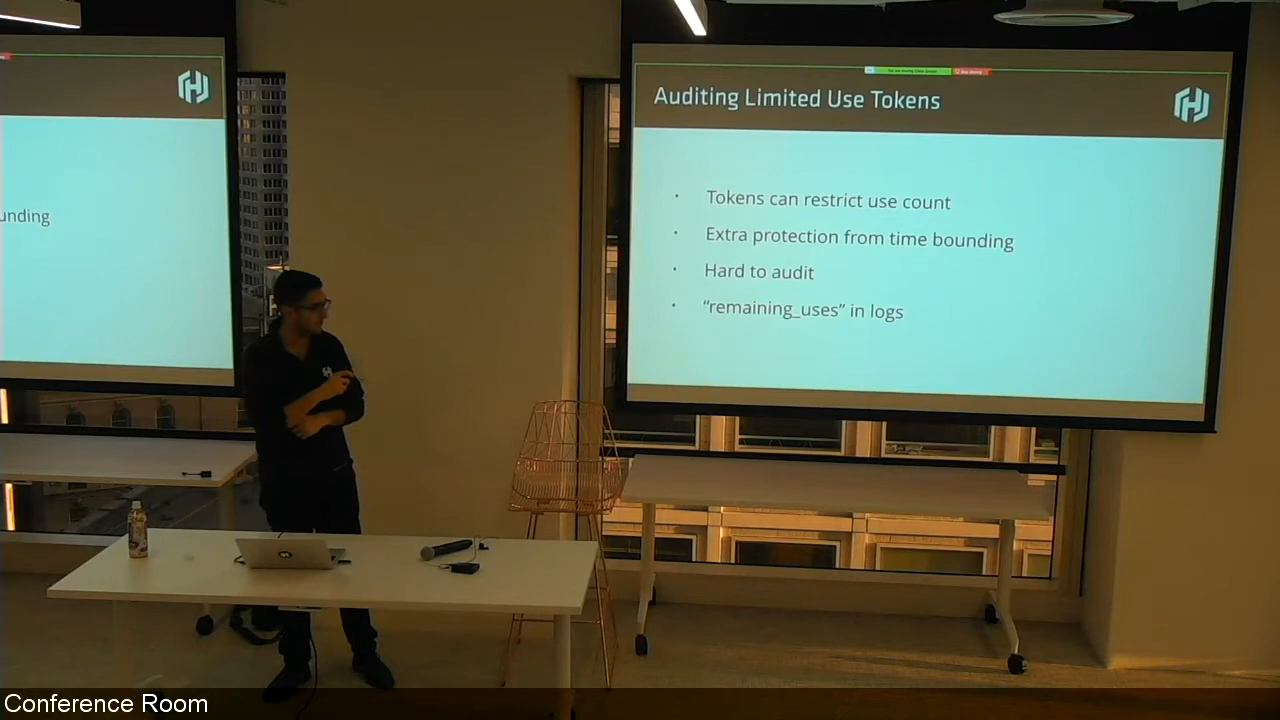 unding
Auditing Limited Use Tokens
· Tokens can restrict use count
· Extra protection from time bounding
· Hard to audit
· “remaining_uses” in logs
Conference Room